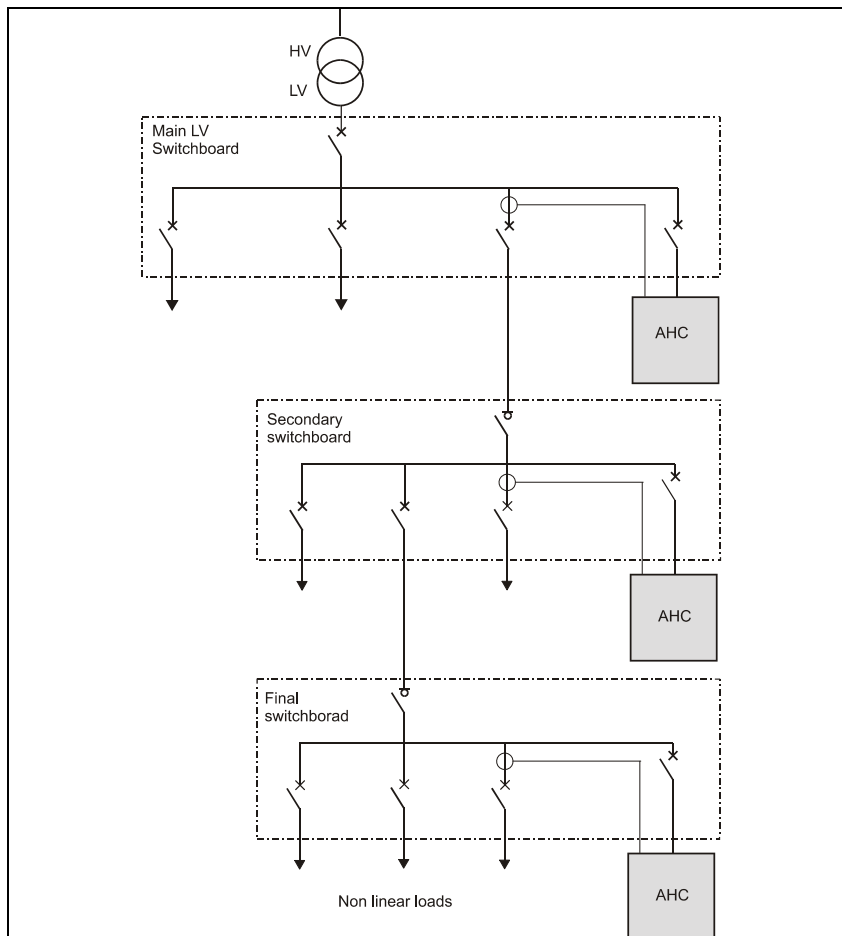 HV
LV
Main LV
Switchboard
AHC
Secondary
switchboard
AHC
Final
switchborad
AHC
Non linear loads